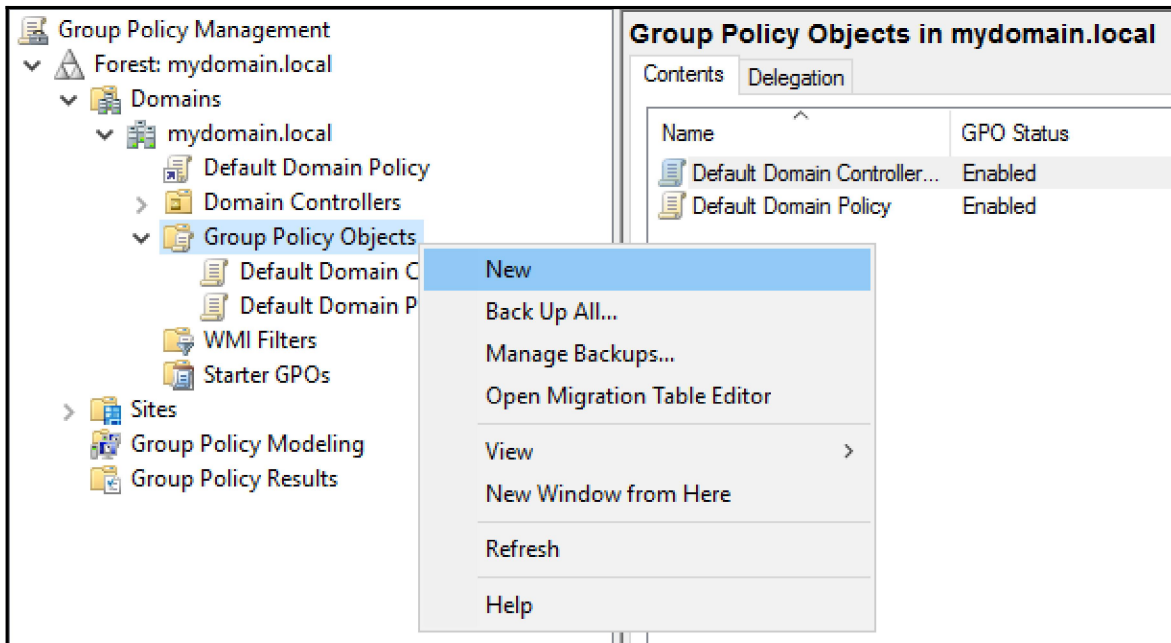 Group Policy Management
Forest: mydomain.local
Domains
mydomain.local
Default Domain Policy
Domain Controllers
Group Policy Objects
Default Domain C
Default Domain P
WMI Filters
Starter GPOs
Sites
Group Policy Modeling
Group Policy Results
New
Back Up All...
Manage Backups...
Open Migration Table Editor
View
New Window from Here
Refresh
Help
Group Policy Objects in mydomain.local
Contents Delegation
Name GPO Status
Default Domain Controller... Enabled
Default Domain Policy Enabled